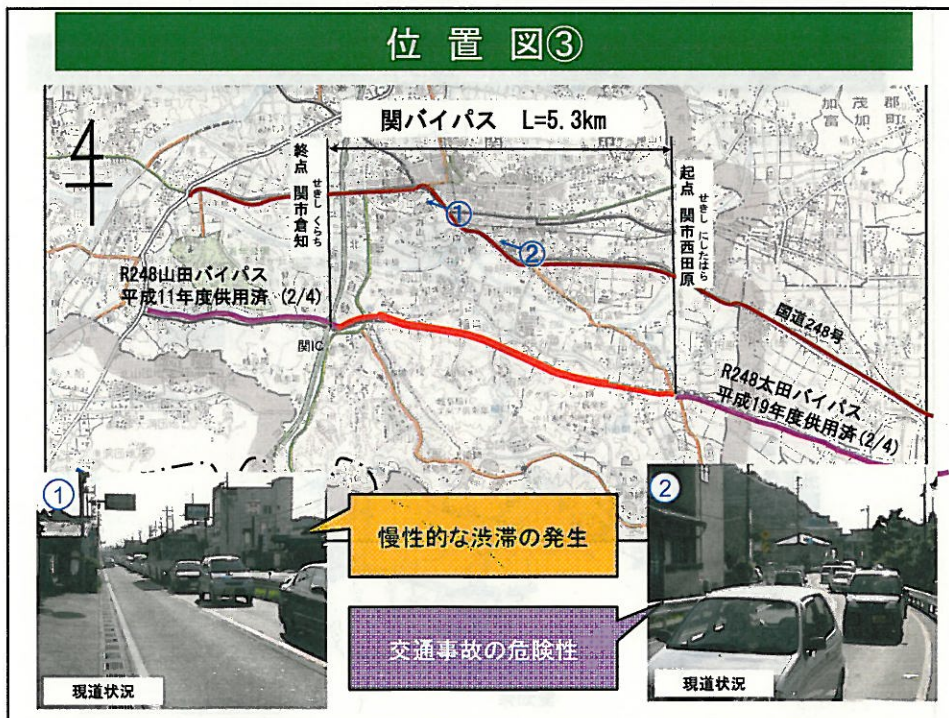 位 置 図③
関バイパス L=5.3km
加茂郡
富加町
終点 関市倉知
せきし くらち
起点 関市西田原
せきし にしたはら
①
②
R248山田バイパス
平成11年度供用済 (2/4)
関IC
国道248号
R248太田バイパス
平成19年度供用済(2/4)
①
慢性的な渋滞の発生
②
交通事故の危険性
現道状況
現道状況